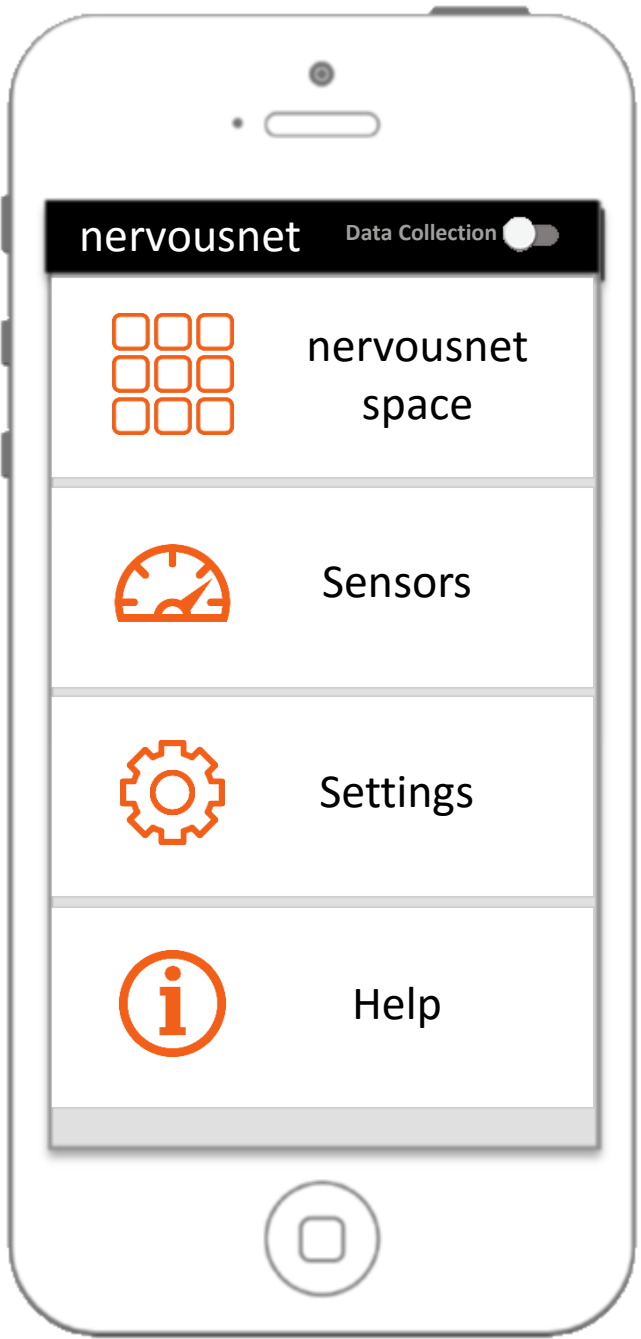 nervousnet Data Collection
nervousnet
space
Sensors
Settings
Help